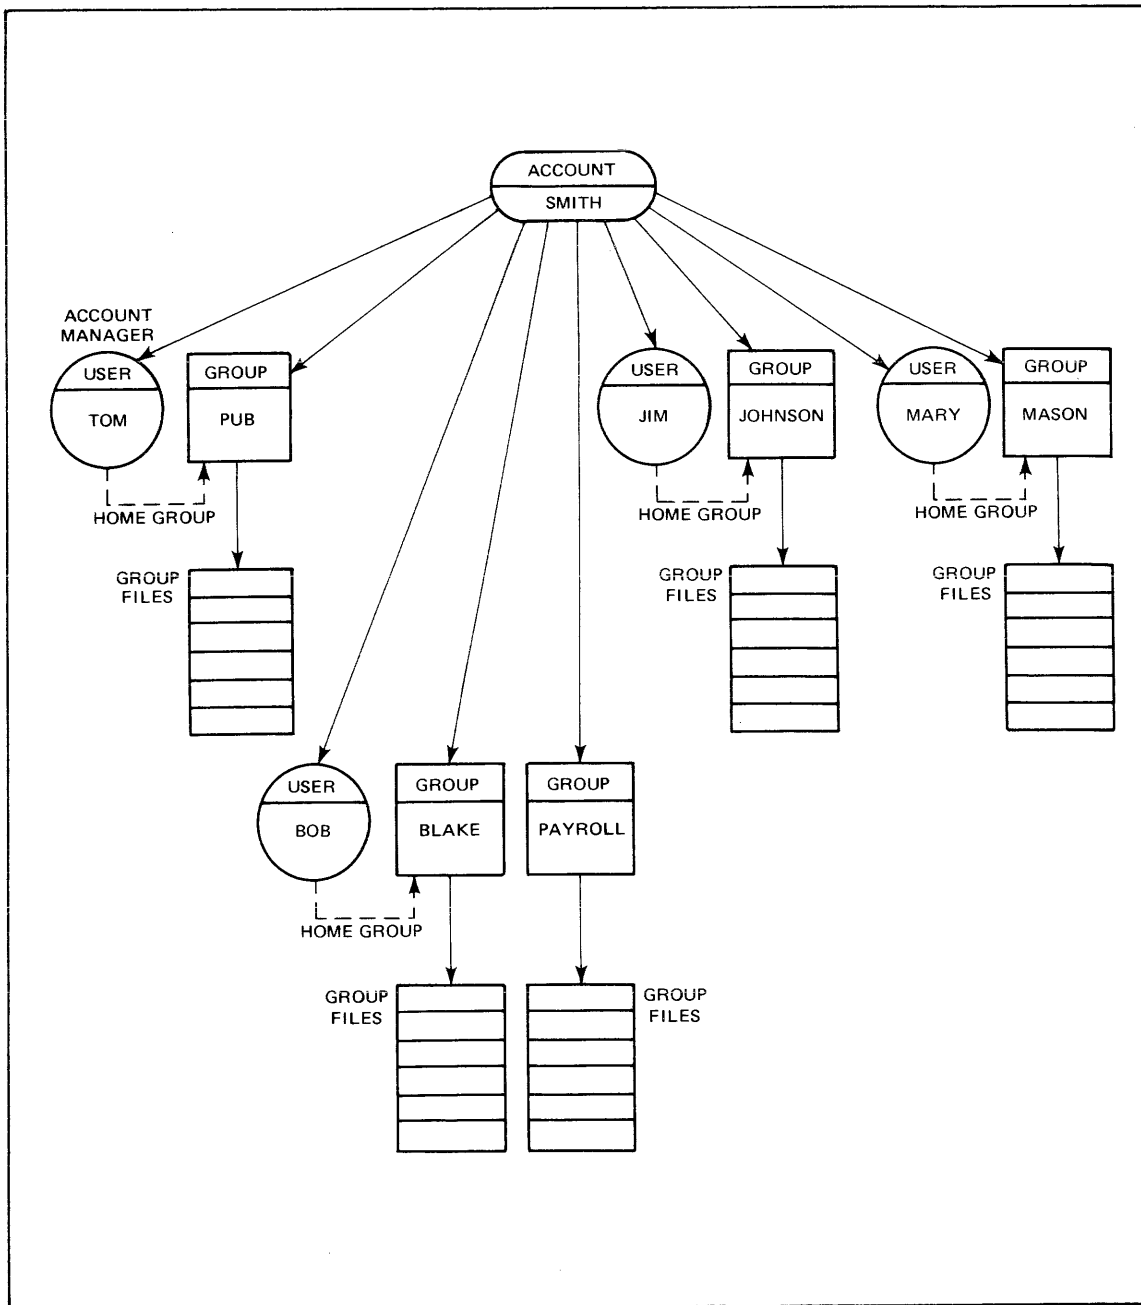 ACCOUNT
SMITH
ACCOUNT
MANAGER
USER
TOM
GROUP
PUB
HOME GROUP
GROUP
FILES
USER
JIM
GROUP
JOHNSON
HOME GROUP
GROUP
FILES
USER
MARY
GROUP
MASON
HOME GROUP
GROUP
FILES
USER
BOB
GROUP
BLAKE
HOME GROUP
GROUP
FILES
GROUP
PAYROLL
GROUP
FILES